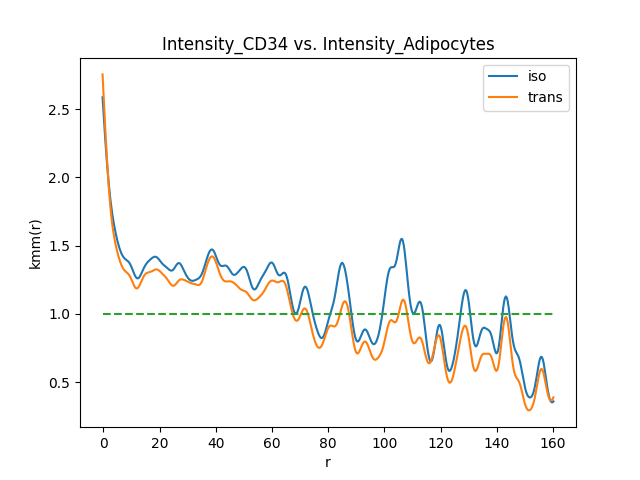 Intensity_CD34 vs. Intensity_Adipocytes
iso
trans
kmm(r)
2.5
2.0
1.5
1.0
0.5
0 20 40 60 80 100 120 140 160
r